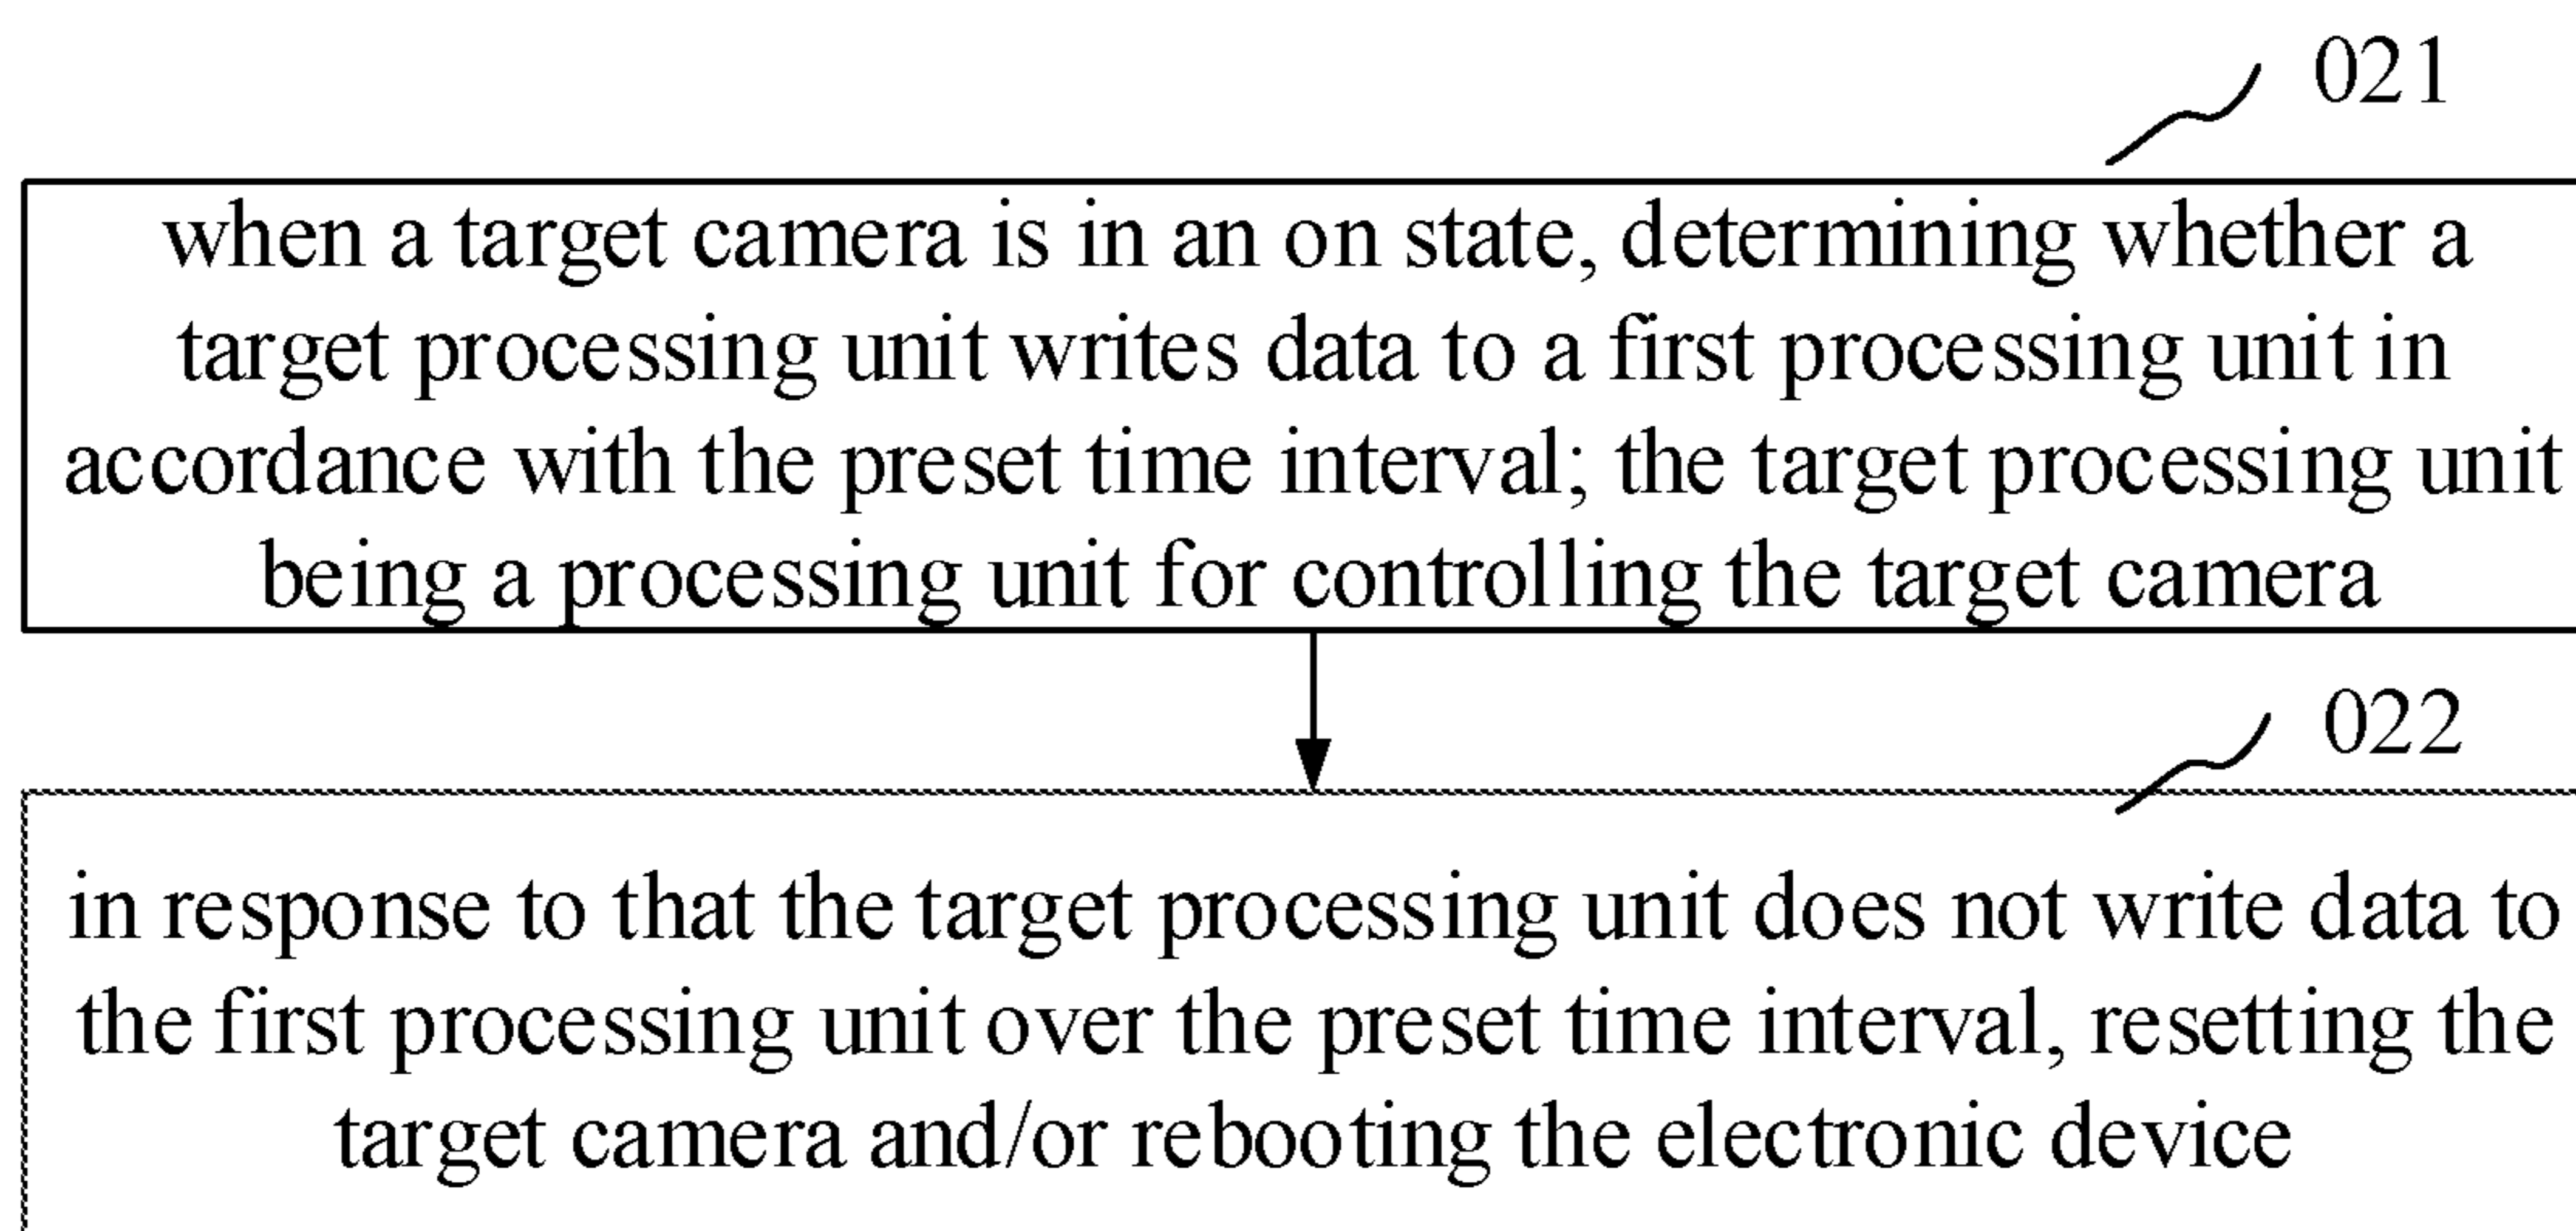 021
when a target camera is in an on state, determining whether a
target processing unit writes data to a first processing unit in
accordance with the preset time interval; the target processing unit
being a processing unit for controlling the target camera
022
in response to that the target processing unit does not write data to
the first processing unit over the preset time interval, resetting the
target camera and/or rebooting the electronic device